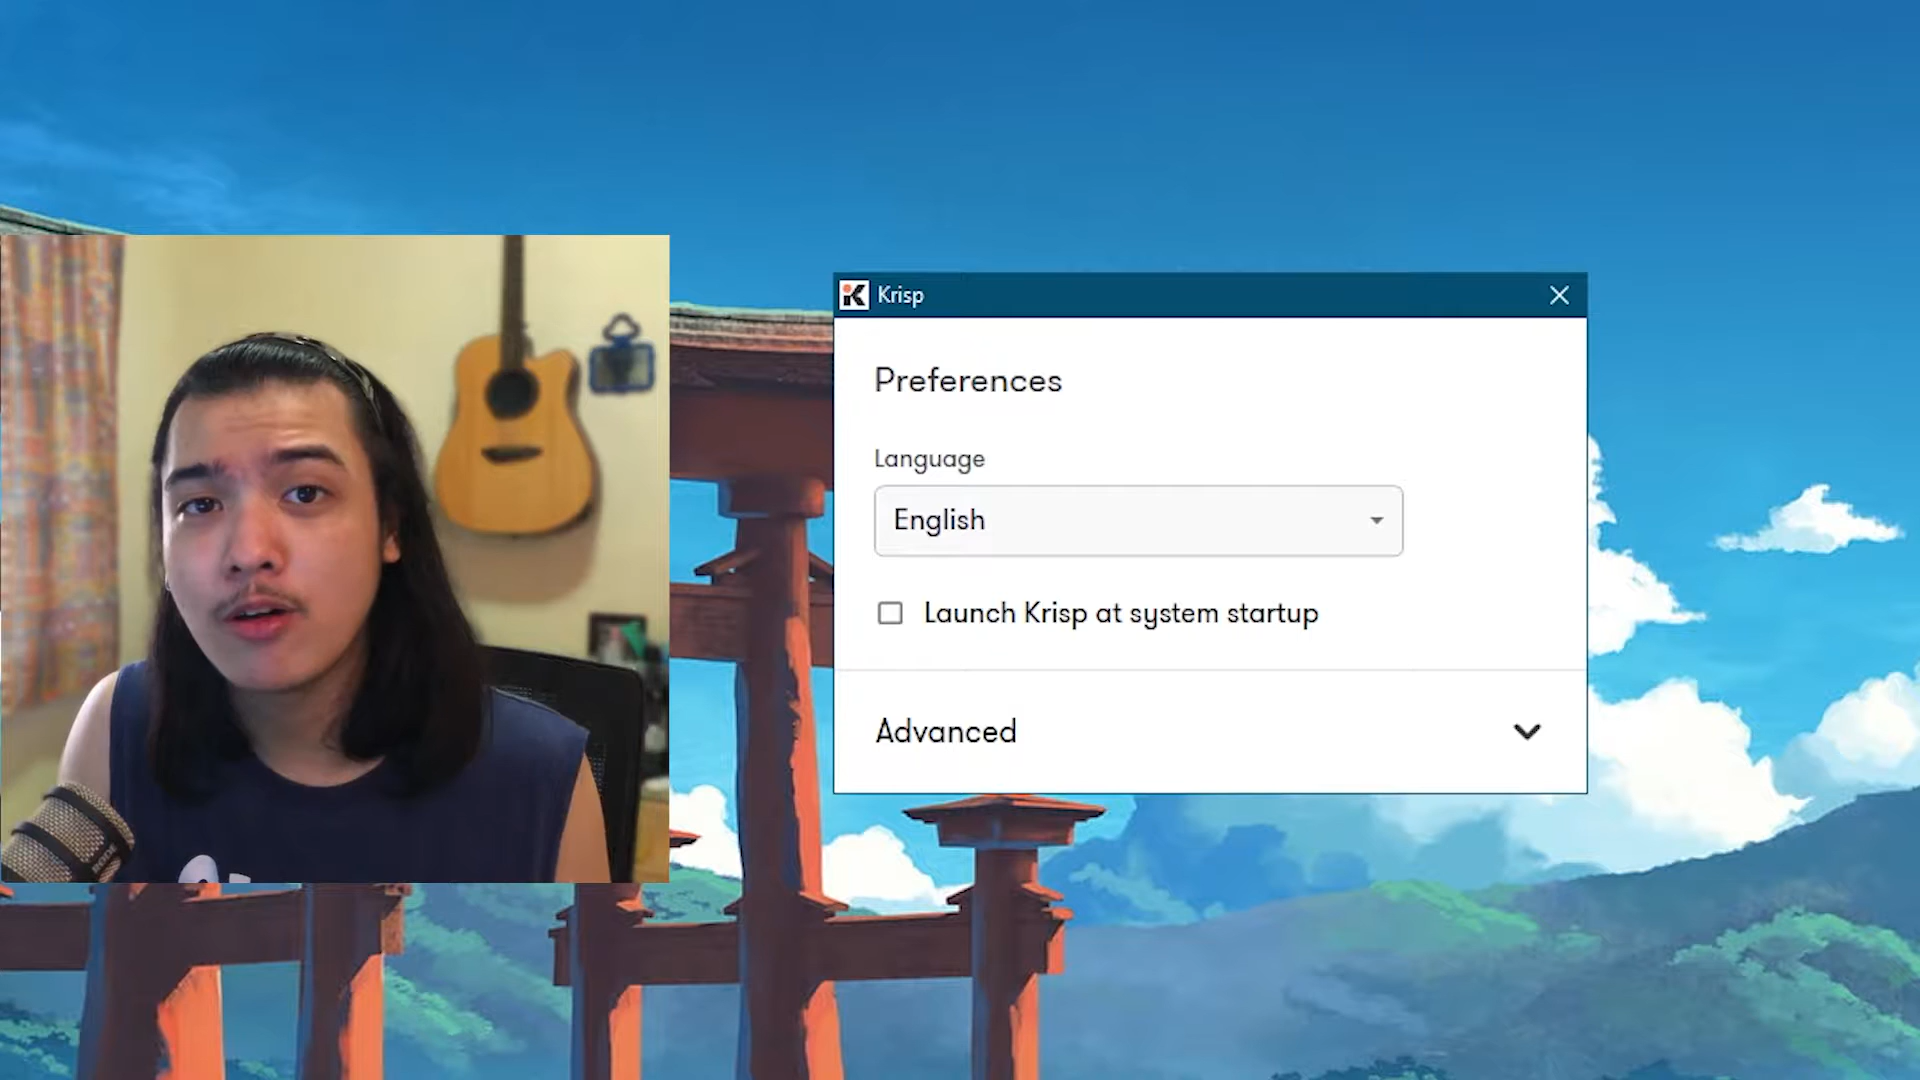 Krisp
Preferences
Language
English
Launch Krisp at system startup
Advanced